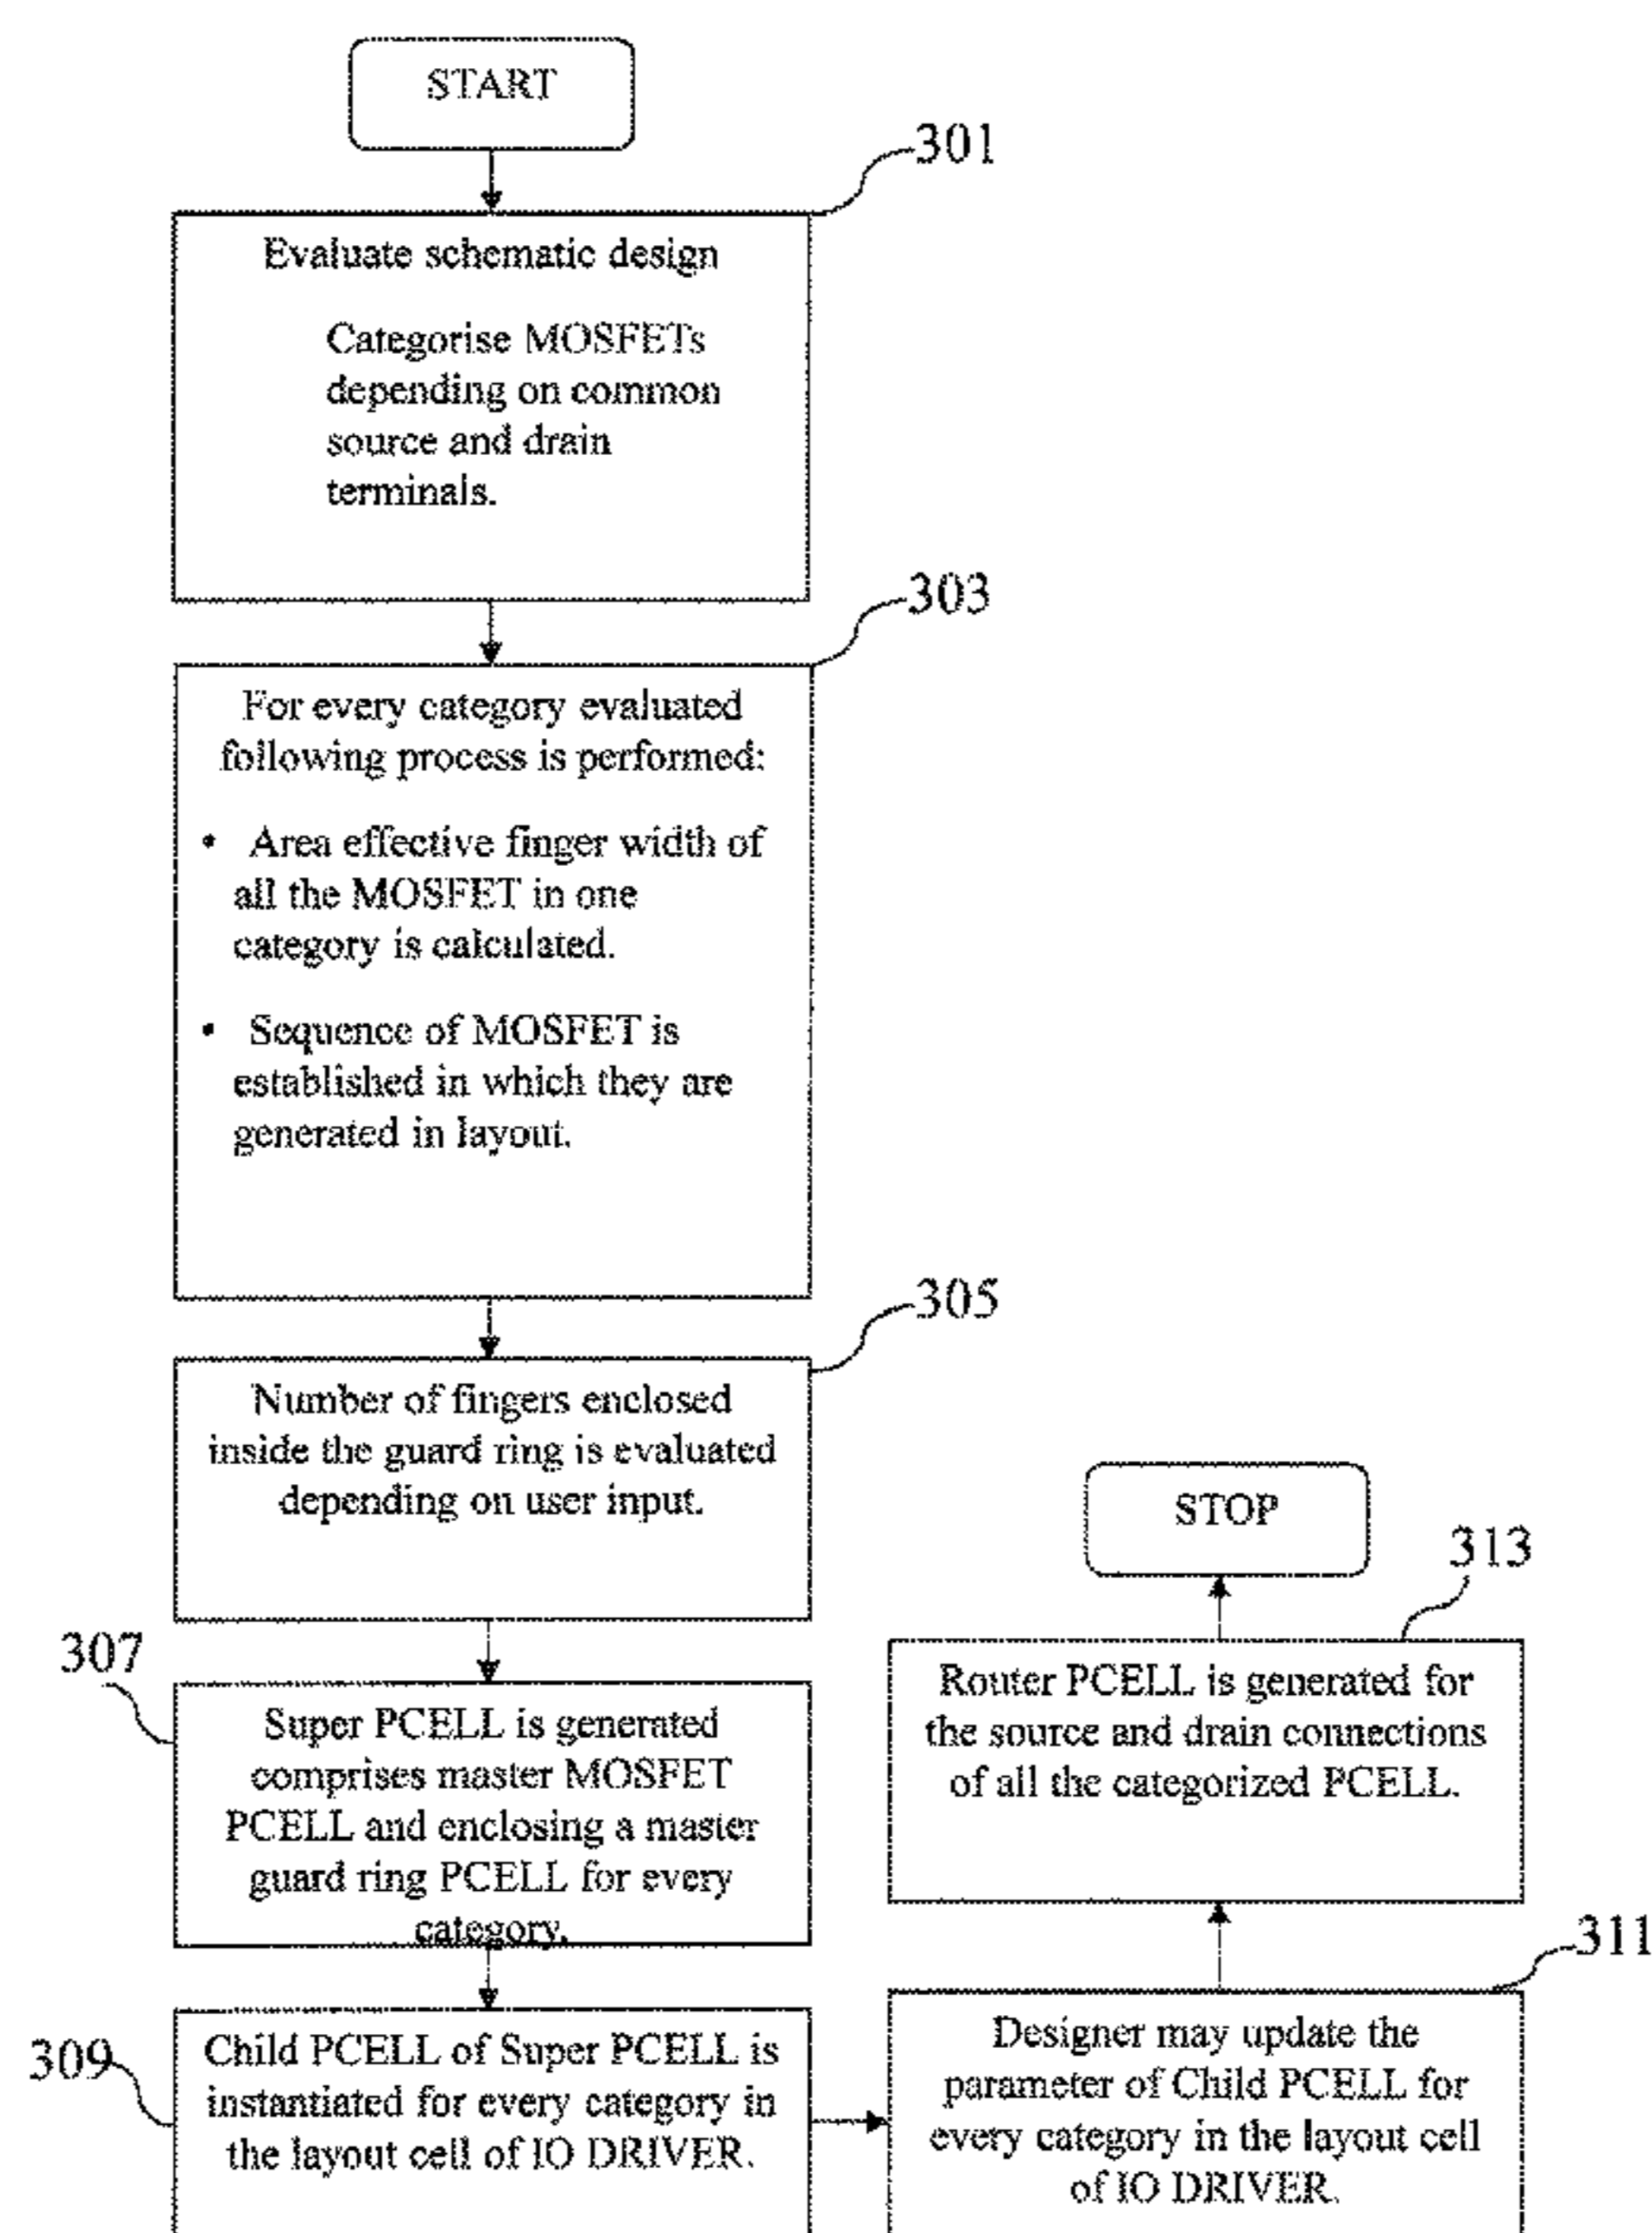 START
301
Evaluate schematic design
Categorise MOSFETs
depending on common
source and drain
terminals.
303
For every category evaluated
following process is performed:
• Area effective finger width of
all the MOSFET in one
category is calculated.
• Sequence of MOSFET is
established in which they are
generated in layout.
305
Number of fingers enclosed
inside the guard ring is evaluated
depending on user input.
307
Super PCELL is generated
comprises master MOSFET
PCELL and enclosing a master
guard ring PCELL for every
category.
309
Child PCELL of Super PCELL is
instantiated for every category in
the layout cell of IO DRIVER.
311
Designer may update the
parameter of Child PCELL for
every category in the layout cell
of IO DRIVER.
313
Router PCELL is generated for
the source and drain connections
of all the categorized PCELL.
STOP